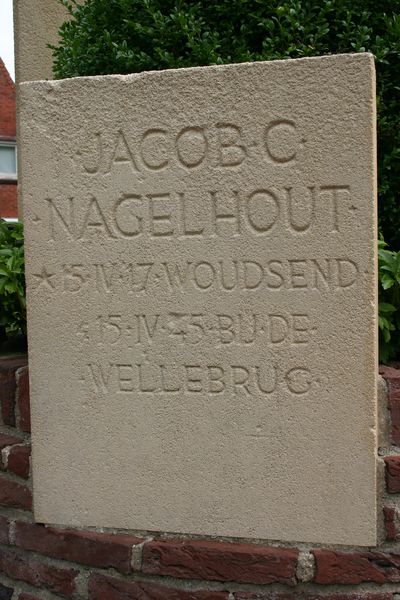 ·JACOB·C·
·NAGELHOUT·
*15·IV·17·WOUDSEND·
+15·IV·45·BIJ·DE·
·WELLEBRUG·